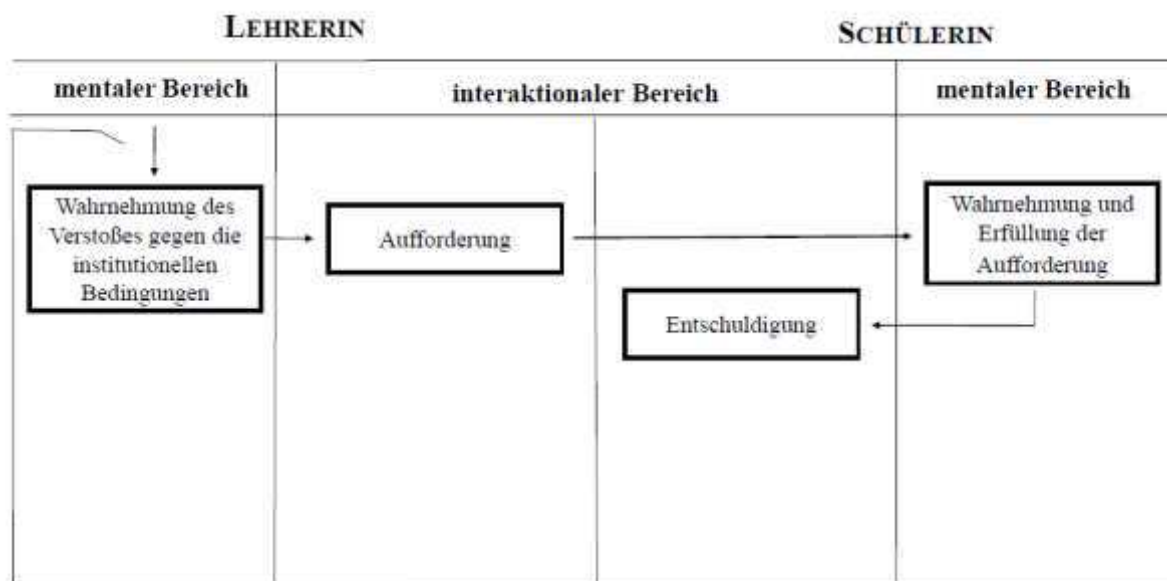 LEHRERIN
SCHÜLERIN
mentaler Bereich
interaktionaler Bereich
mentaler Bereich
Wahrnehmung des
Verstoßes gegen die
institutionellen
Bedingungen
Aufforderung
Wahrnehmung und
Erfüllung der
Aufforderung
Entschuldigung